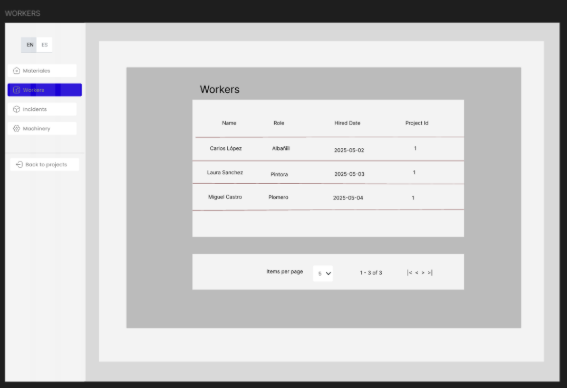 WORKERS
EN ES
Materiales
Workers
Incidents
Machinery
Back to projects
Workers
Name Role Hired Date Project Id
Carlos López Albañil 2025-05-02 1
Laura Sanchez Pintora 2025-05-03 1
Miguel Castro Plomero 2025-05-04 1
Items per page 5 1 - 3 of 3 |< < > >|